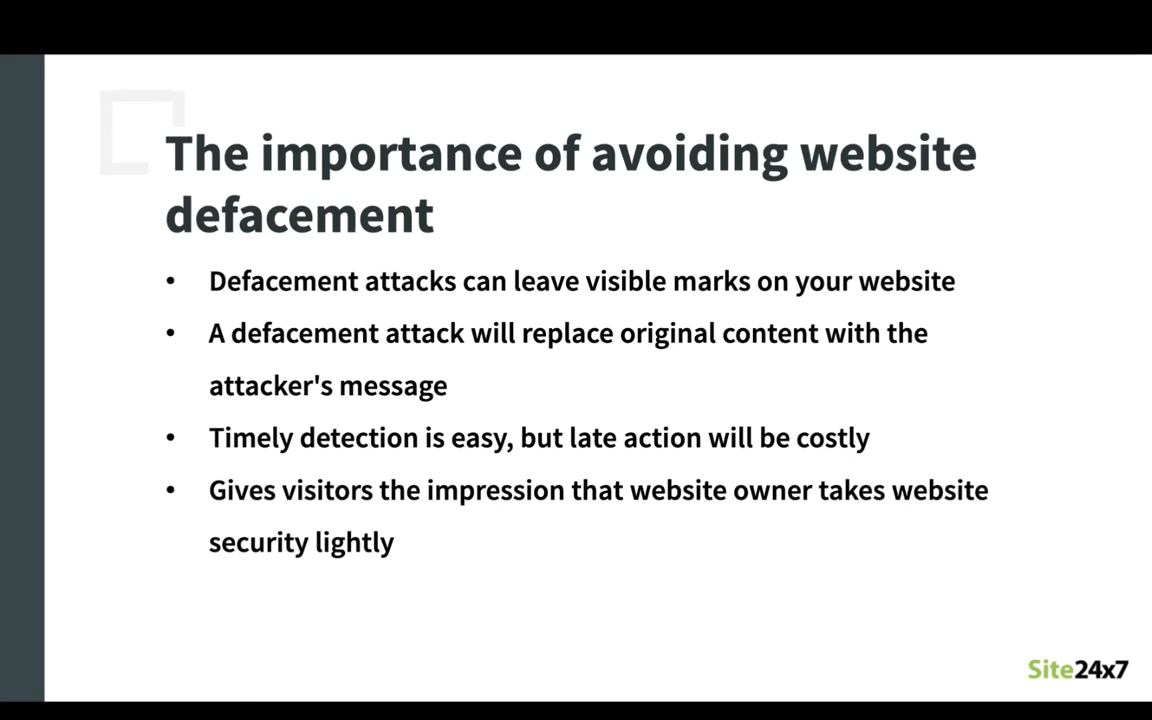 The importance of avoiding website
defacement
• Defacement attacks can leave visible marks on your website
• A defacement attack will replace original content with the
attacker's message
• Timely detection is easy, but late action will be costly
• Gives visitors the impression that website owner takes website
security lightly
Site24x7